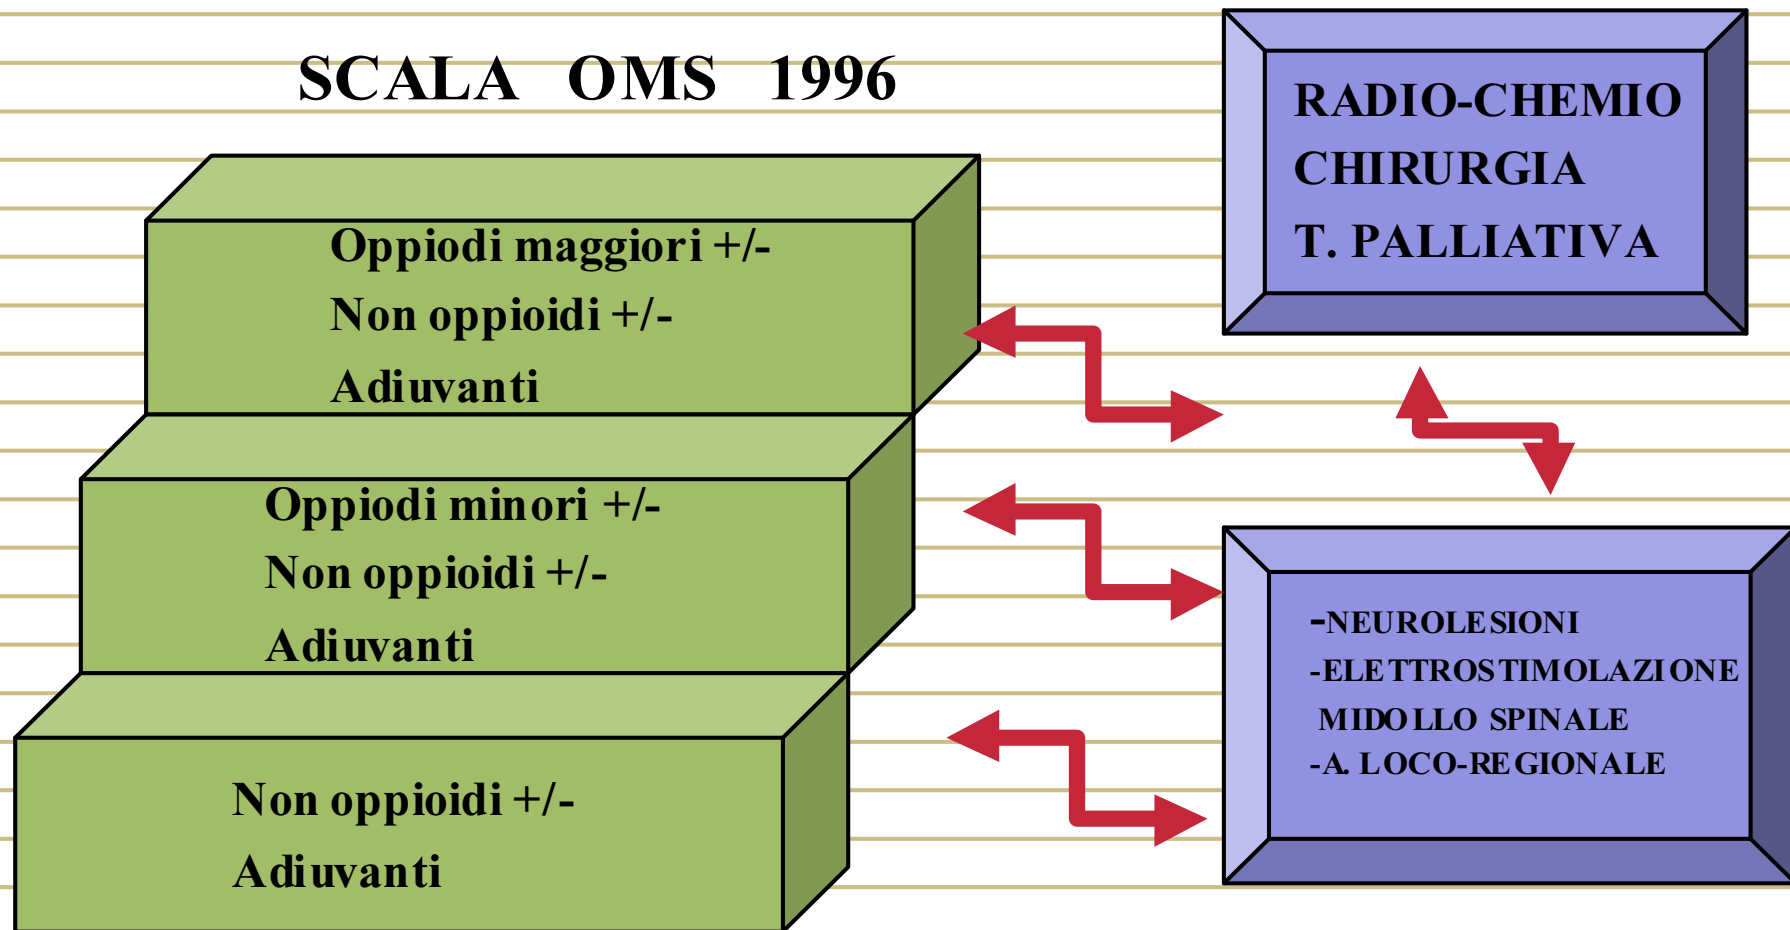 SCALA OMS 1996
RADIO-CHEMIO
CHIRURGIA
T. PALLIATIVA
Oppiodi maggiori +/-
Non oppioidi +/-
Adiuvanti
Oppiodi minori +/-
Non oppioidi +/-
Adiuvanti
-NEUROLESIONI
-ELETTROSTIMOLAZIONE
MIDOLLO SPINALE
-A. LOCO-REGIONALE
Non oppioidi +/-
Adiuvanti